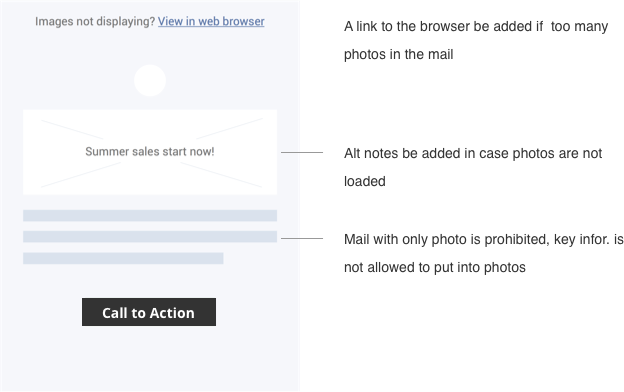 Images not displaying? View in web browser
A link to the browser be added if  too many
photos in the mail
Summer sales start now!
Alt notes be added in case photos are not
loaded
Mail with only photo is prohibited, key infor. is
not allowed to put into photos
Call to Action